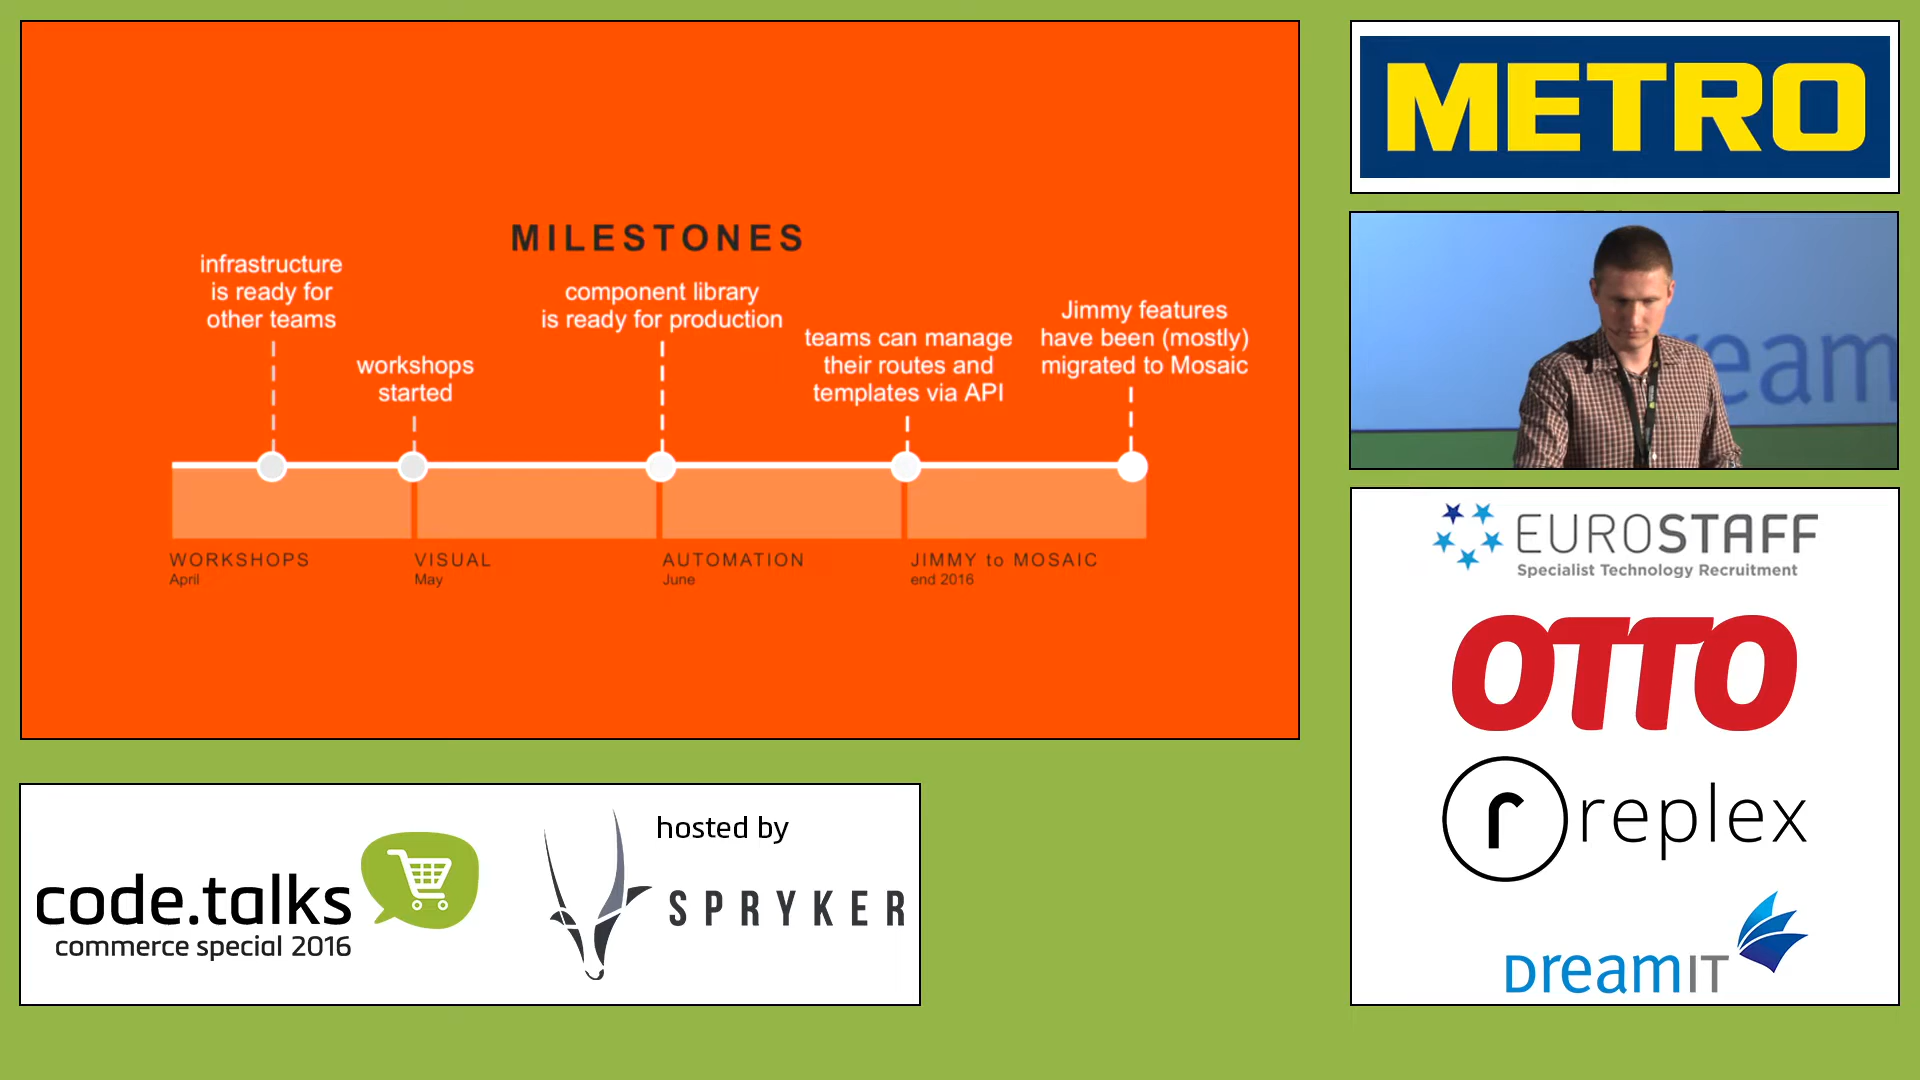 MILESTONES
infrastructure
is ready for
other teams
workshops
started
component library
is ready for production
teams can manage
their routes and
templates via API
Jimmy features
have been (mostly)
migrated to Mosaic
WORKSHOPS
April
VISUAL
May
AUTOMATION
June
JIMMY to MOSAIC
end 2016
METRO
eam
EUROSTAFF
Specialist Technology Recruitment
OTTO
r replex
DreamIT
code.talks
commerce special 2016
hosted by
SPRYKER